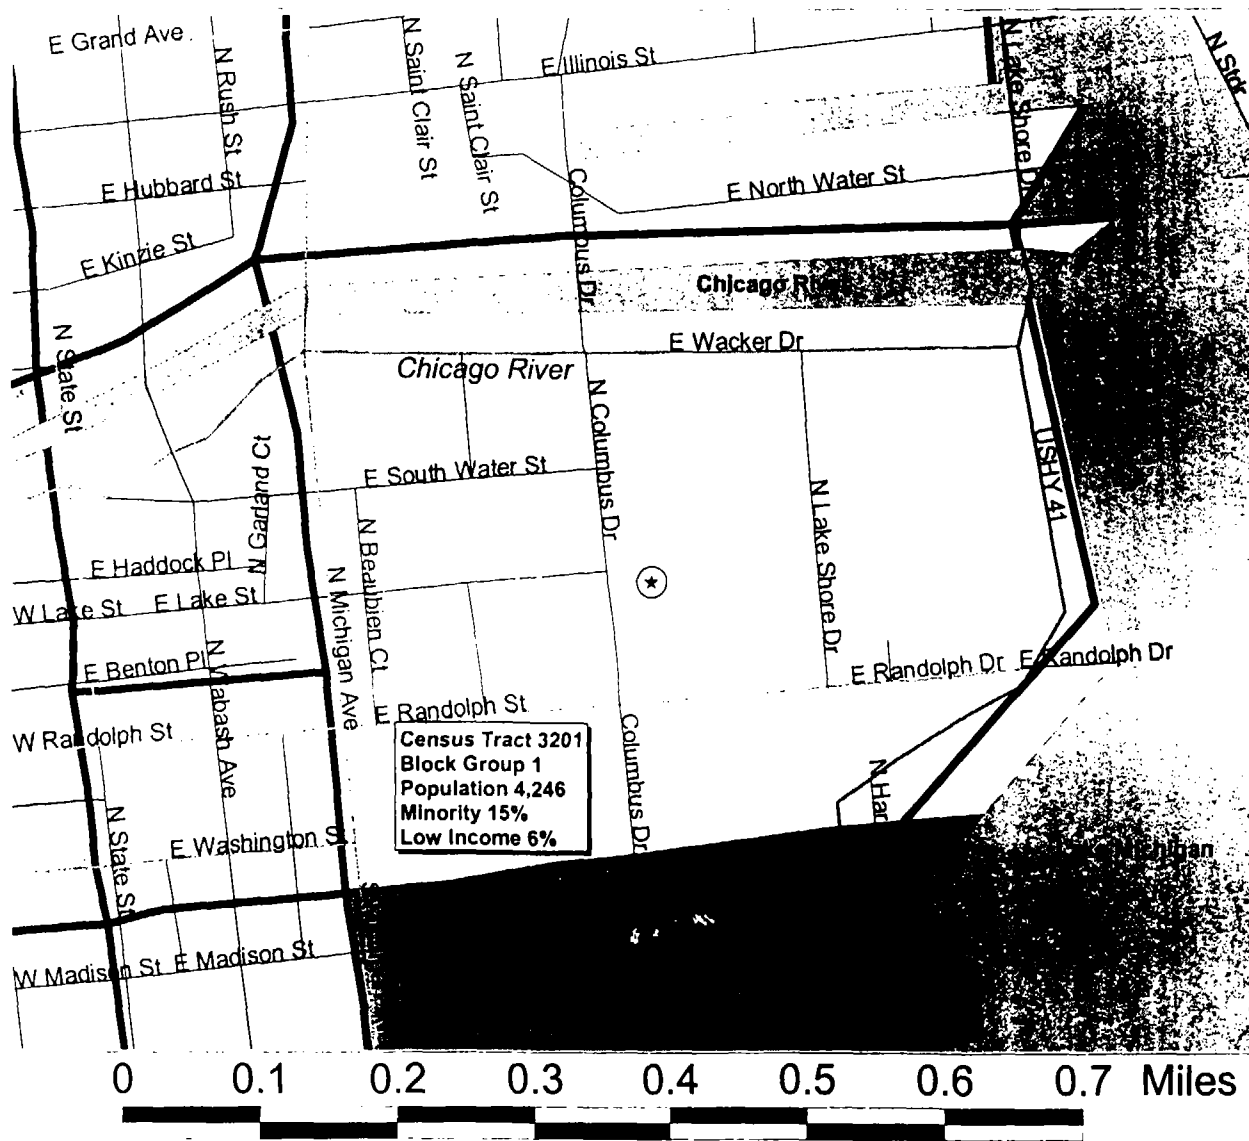 E Grand Ave
N Rush St
N Saint Clair St
N Saint Clair St
E Illinois St
N Lake Shore Dr
E Hubbard St
E North Water St
Columbus Dr
E Kinzie St
Chicago River
N State St
E Wacker Dr
Chicago River
N Columbus Dr
N Garland Ct
E South Water St
USHY 41
N Lake Shore Dr
N Beaubien Ct
E Haddock Pl
W Lake St
E Lake St
N Michigan Ave
E Benton Pl
N Wabash Ave
E Randolph Dr
E Randolph Dr
E Randolph St
W Randolph St
Census Tract 3201
Block Group 1
Population 4,246
Minority 15%
Low Income 6%
Columbus Dr
N Har
N State St
E Washington St
Michigan
W Madison St
E Madison St
0 0.1 0.2 0.3 0.4 0.5 0.6 0.7 Miles